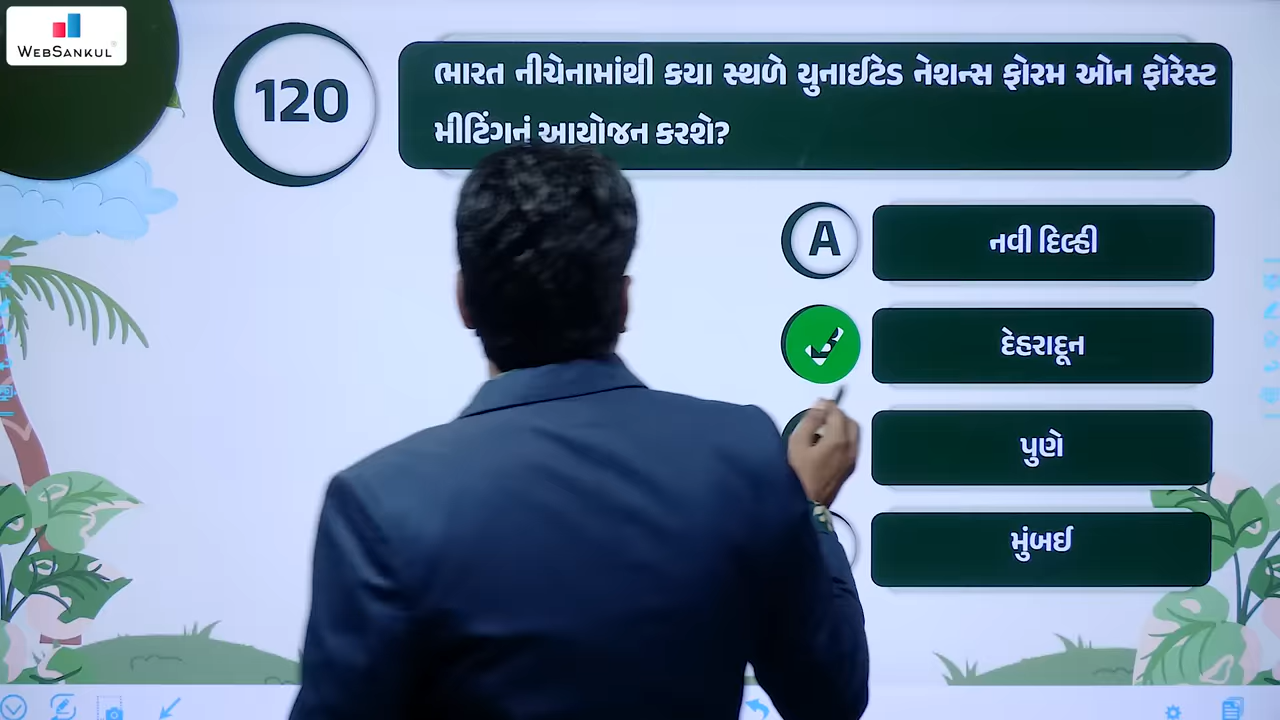 WEBSANKUL
120
ભારત નીચેનામાંથી કયા સ્થળે યુનાઈટેડ નેશન્સ ફોરમ ઓન ફોરેસ્ટ
મીટિંગનું આયોજન કરશે?
A
નવી દિલ્હી
દેહરાદૂન
પુણે
મુંબઈ